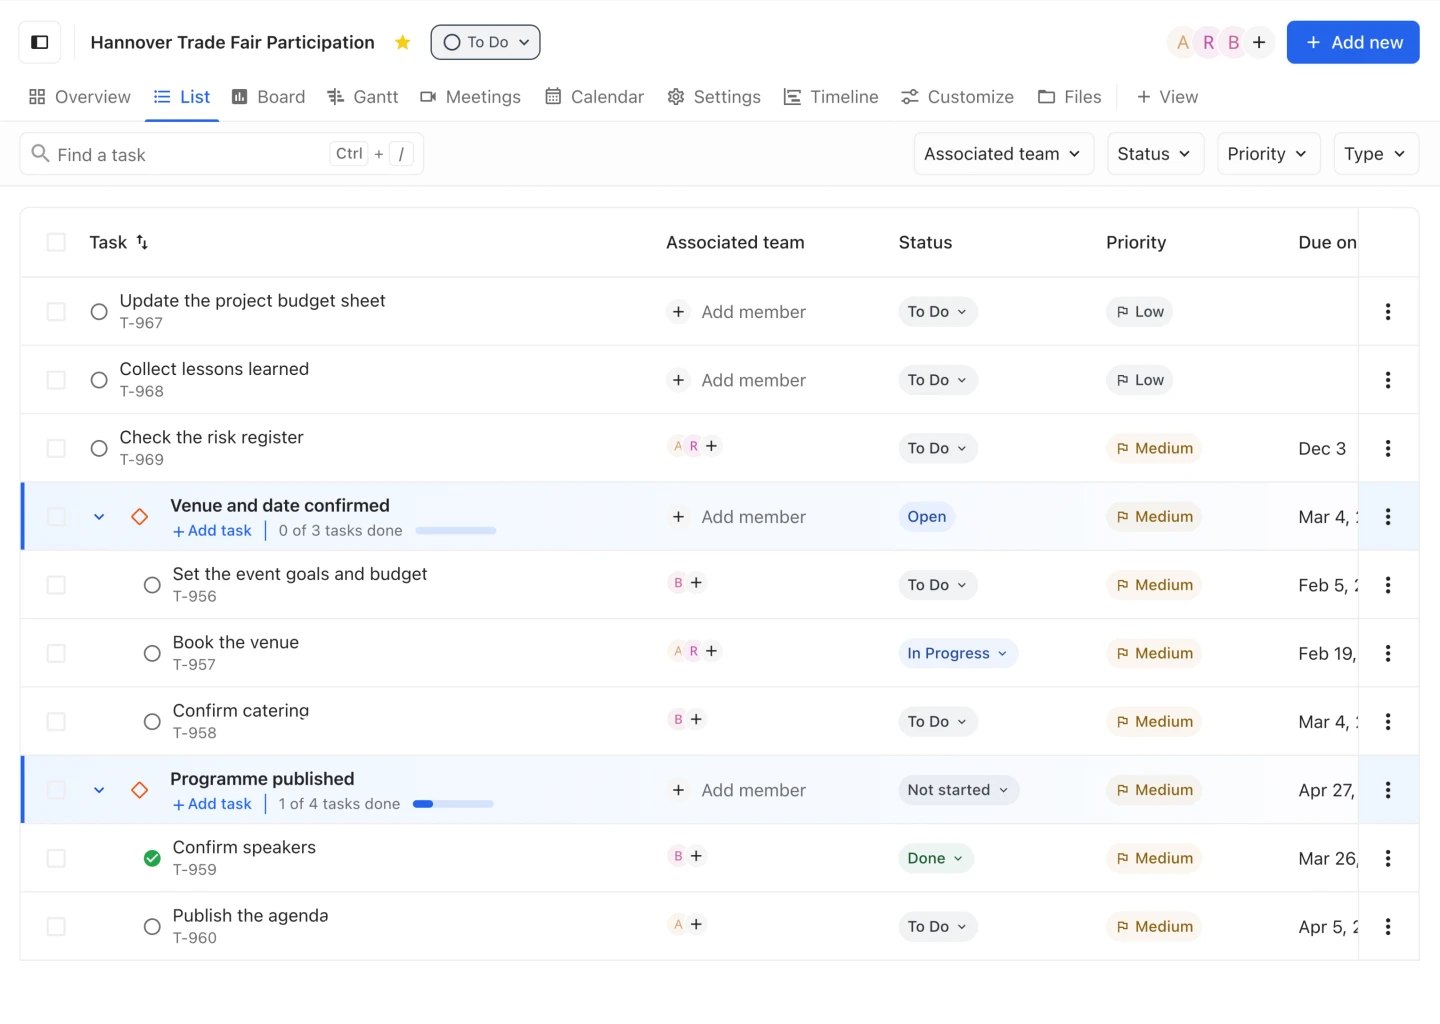 Hannover Trade Fair Participation
To Do
A R B +
+ Add new
Overview
List
Board
Gantt
Meetings
Calendar
Settings
Timeline
Customize
Files
+ View
Find a task
Ctrl + /
Associated team
Status
Priority
Type
Task
Associated team
Status
Priority
Due on
Update the project budget sheet
T-967
+ Add member
To Do
Low
Collect lessons learned
T-968
+ Add member
To Do
Low
Check the risk register
T-969
A R +
To Do
Medium
Dec 3
Venue and date confirmed
+ Add task
0 of 3 tasks done
+ Add member
Open
Medium
Mar 4,
Set the event goals and budget
T-956
B +
To Do
Medium
Feb 5,
Book the venue
T-957
A R +
In Progress
Medium
Feb 19,
Confirm catering
T-958
B +
To Do
Medium
Mar 4,
Programme published
+ Add task
1 of 4 tasks done
+ Add member
Not started
Medium
Apr 27,
Confirm speakers
T-959
B +
Done
Medium
Mar 26,
Publish the agenda
T-960
A +
To Do
Medium
Apr 5,